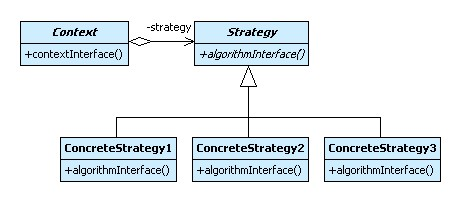 Context
+contextInterface()
-strategy
Strategy
+algorithmInterface()
ConcreteStrategy1
+algorithmInterface()
ConcreteStrategy2
+algorithmInterface()
ConcreteStrategy3
+algorithmInterface()